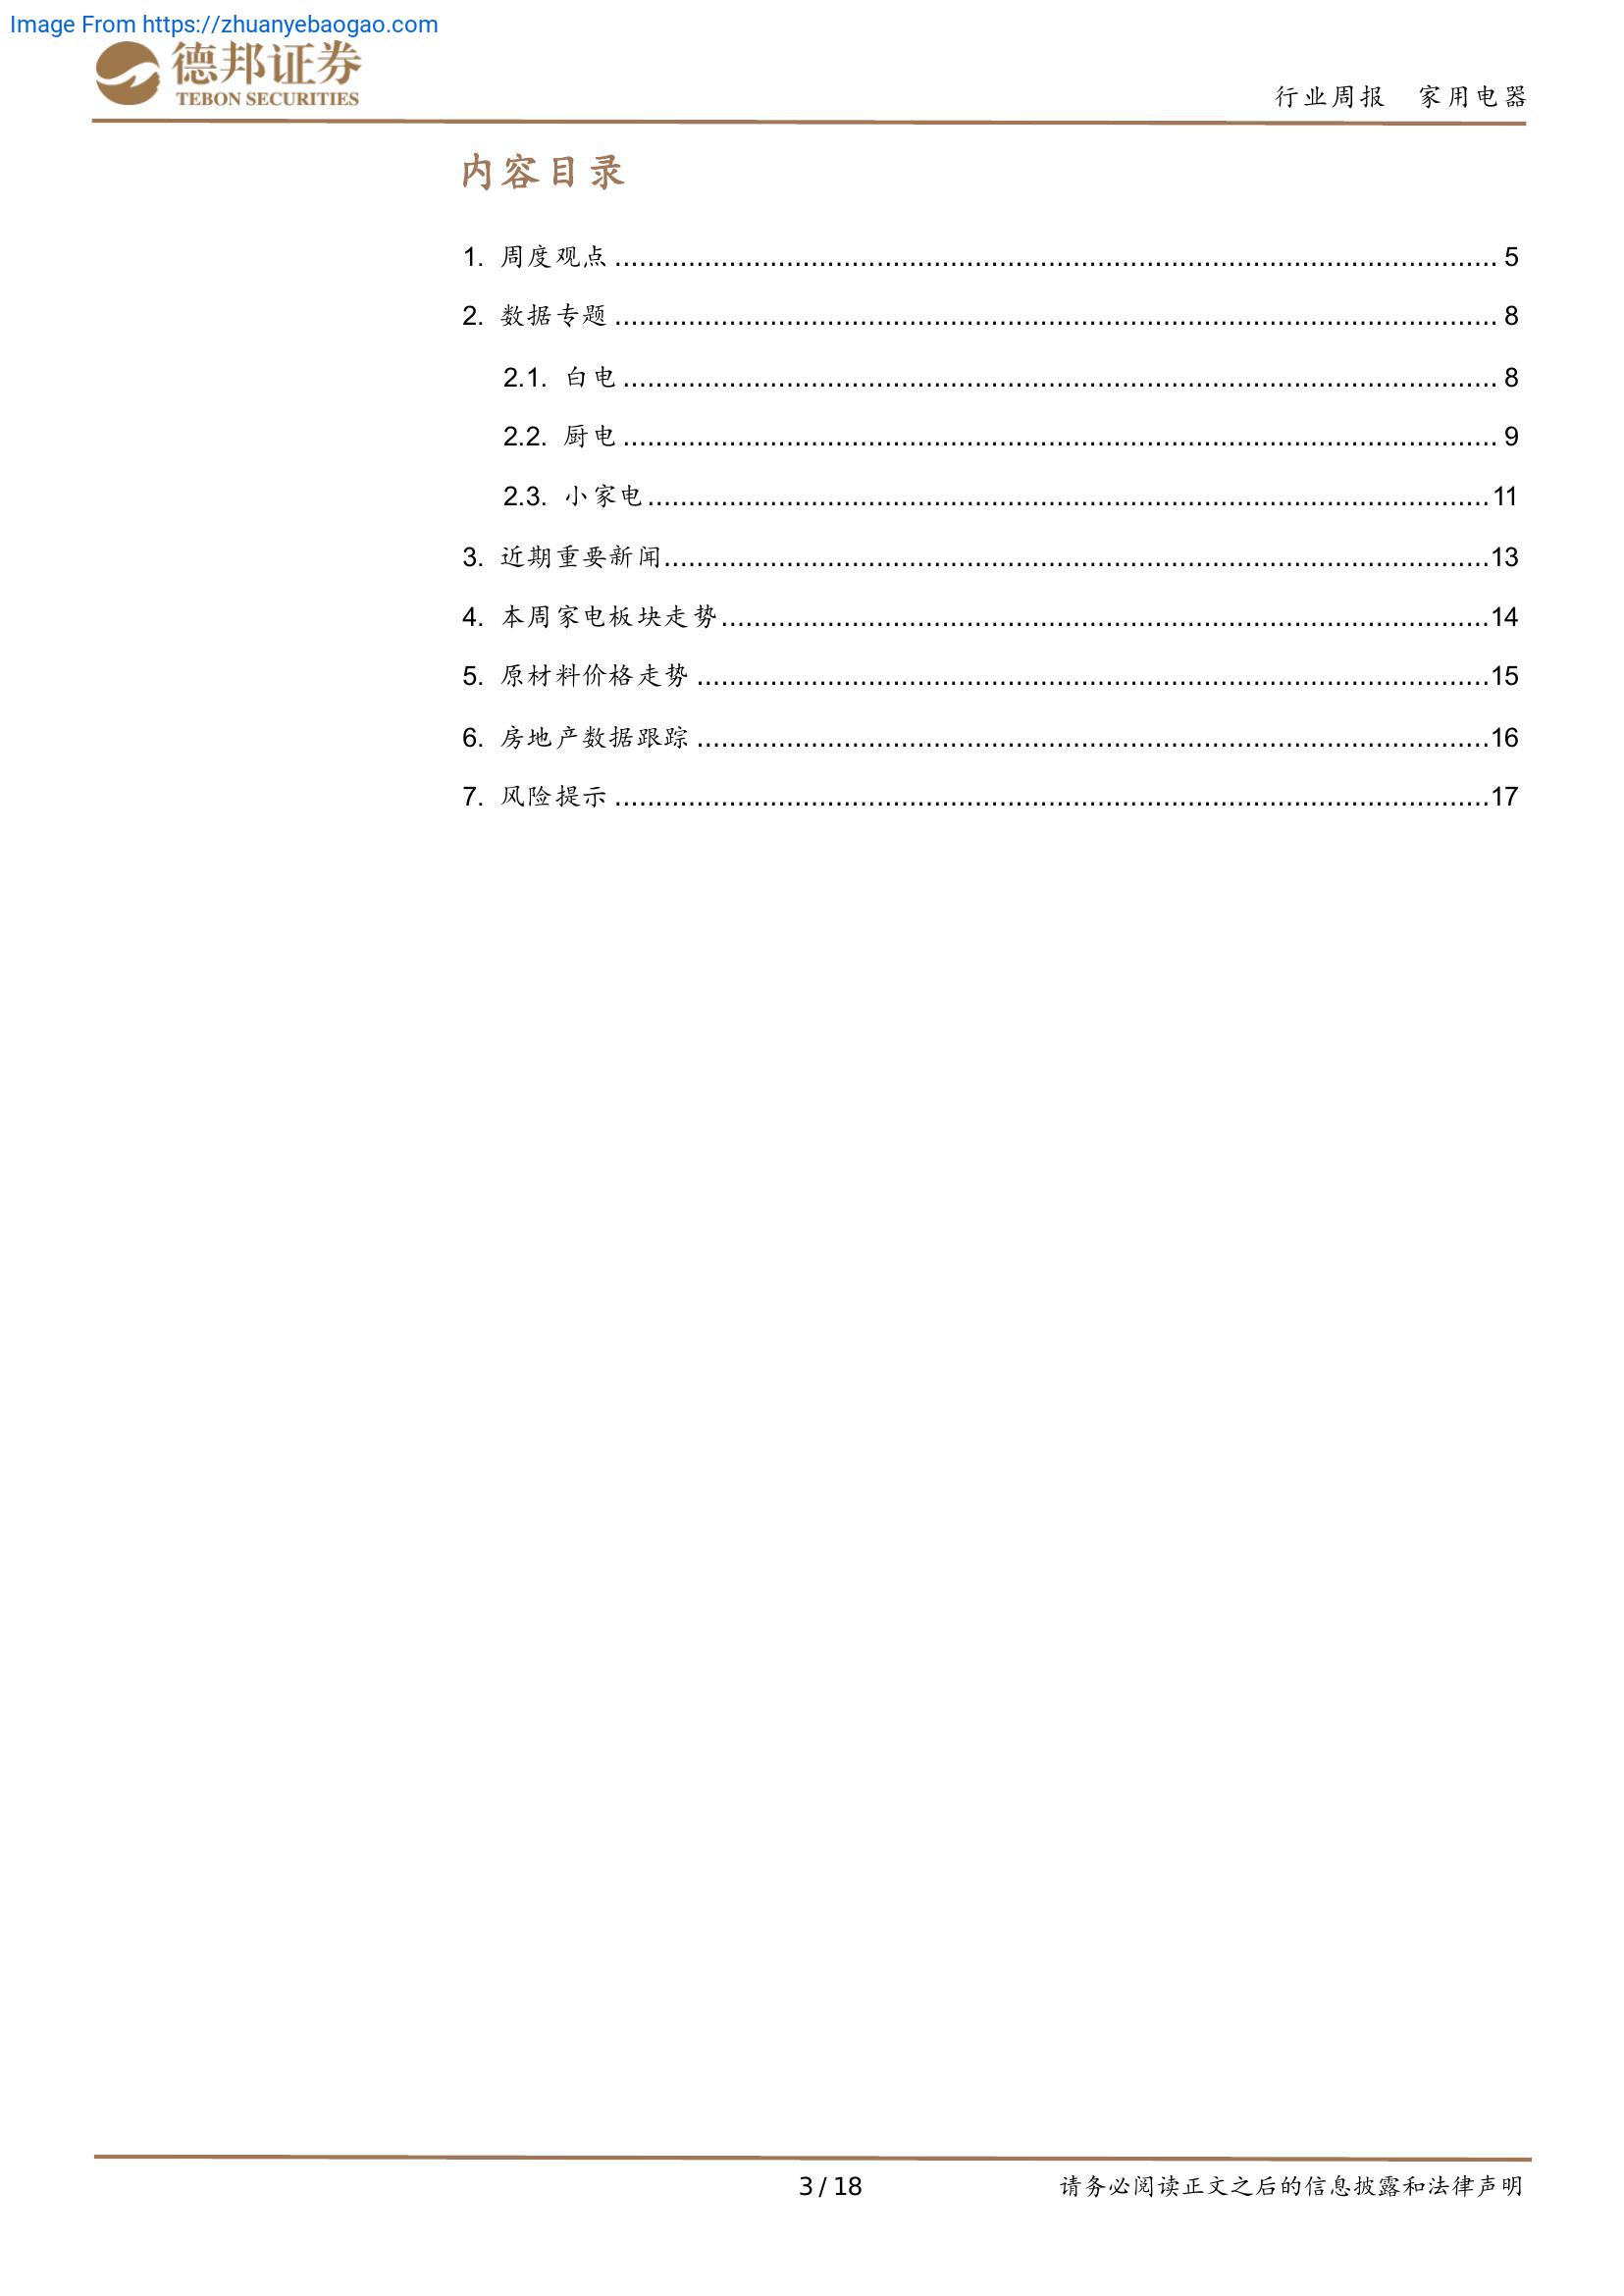 Image From https://zhuanyebaogao.com
德邦证券
TEBON SECURITIES
行业周报 家用电器
内容目录
1. 周度观点 ........................................ 5
2. 数据专题 ........................................ 8
2.1. 白电 ........................................ 8
2.2. 厨电 ........................................ 9
2.3. 小家电 ........................................ 11
3. 近期重要新闻 ........................................ 13
4. 本周家电板块走势 ........................................ 14
5. 原材料价格走势 ........................................ 15
6. 房地产数据跟踪 ........................................ 16
7. 风险提示 ........................................ 17
3 / 18 请务必阅读正文之后的信息披露和法律声明